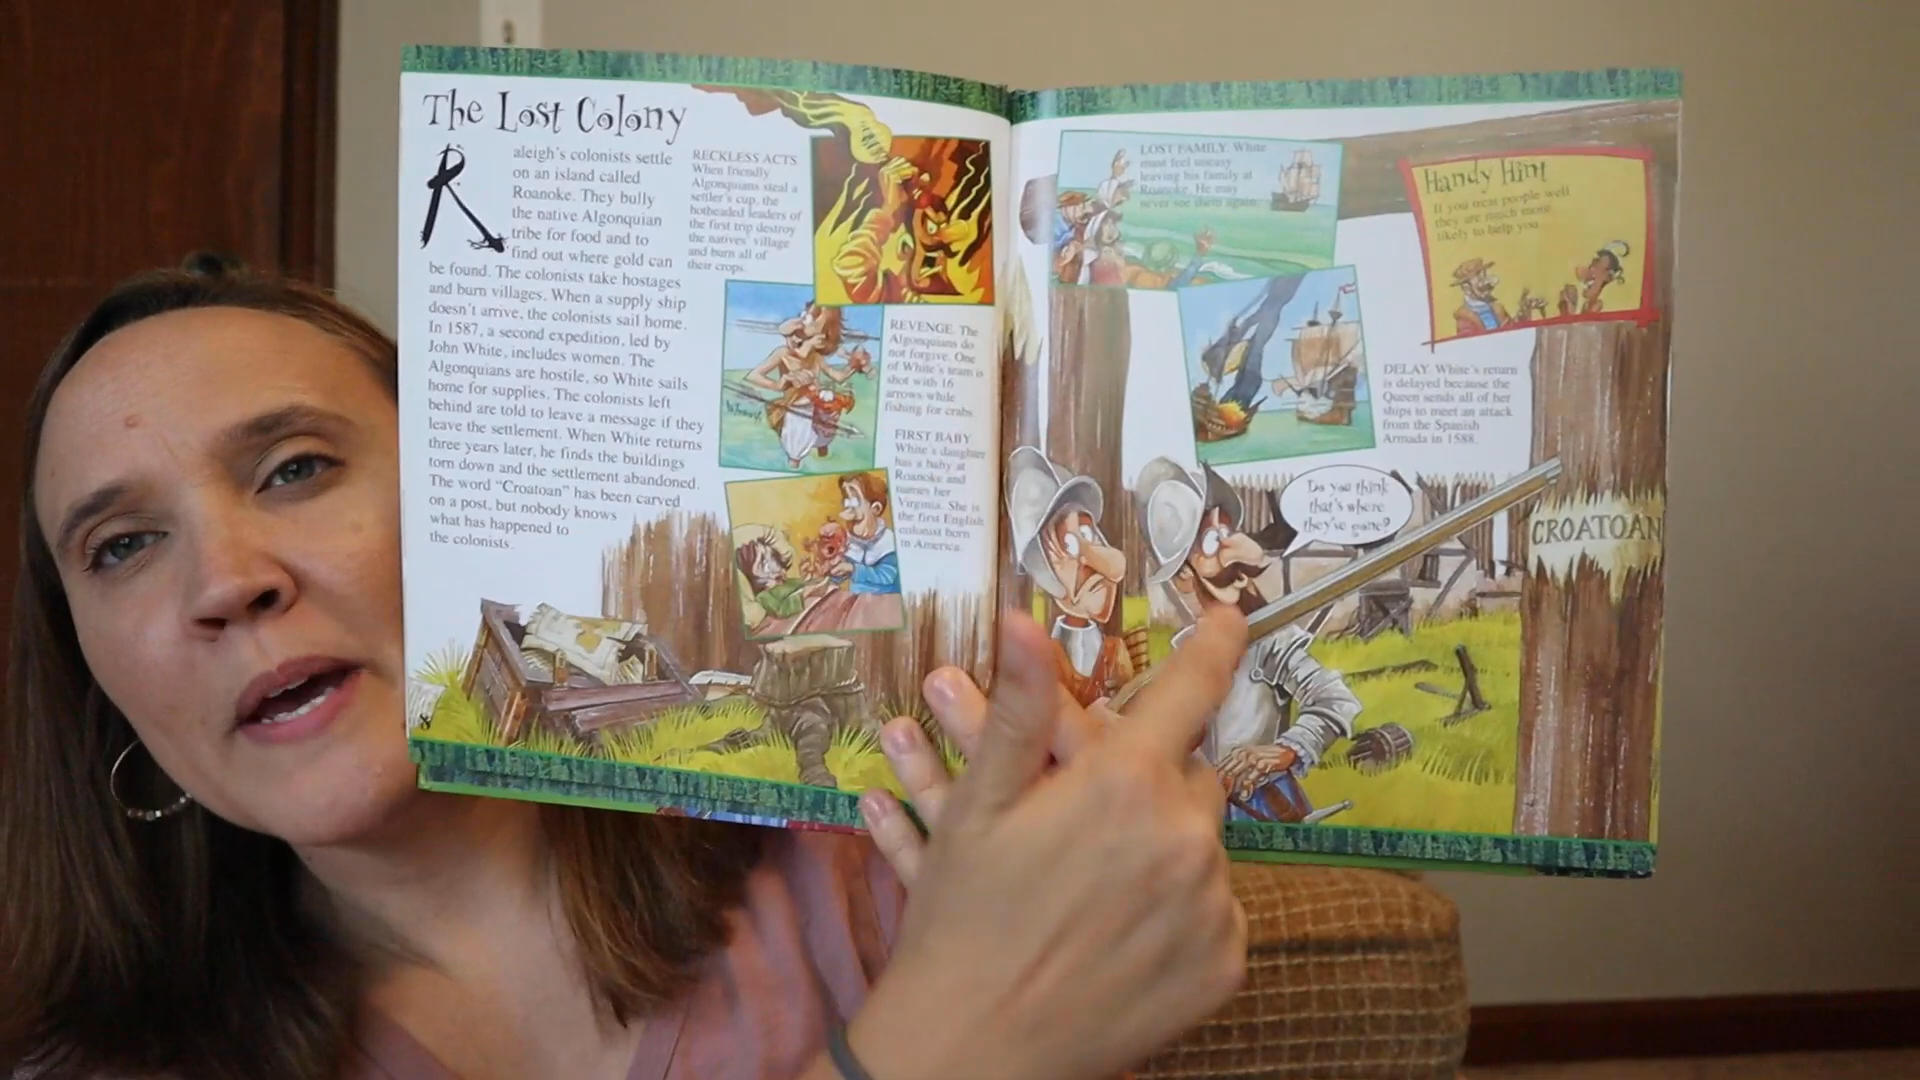 The Lost Colony
Raleigh's colonists settle
on an island called
Roanoke. They bully
the native Algonquian
tribe for food and to
find out where gold can
be found. The colonists take hostages
and burn villages. When a supply ship
doesn't arrive, the colonists sail home.
In 1587, a second expedition, led by
John White, includes women. The
Algonquians are hostile, so White sails
home for supplies. The colonists left
behind are told to leave a message if they
leave the settlement. When White returns
three years later, he finds the buildings
torn down and the settlement abandoned.
The word "Croatoan" has been carved
on a post, but nobody knows
what has happened to
the colonists.
8
RECKLESS ACTS
When friendly
Algonquians steal a
settler's cup, the
hotheaded leaders of
the first trip destroy
the natives' village
and burn all of
their crops.
REVENGE. The
Algonquians do
not forgive. One
of White's team is
shot with 16
arrows while
fishing for crabs.
FIRST BABY
White's daughter
has a baby at
Roanoke and
names her
Virginia. She is
the first English
colonist born
in America.
LOST FAMILY. White
must feel uneasy
leaving his family at
Roanoke. He may
never see them again.
Handy Hint
If you treat people well
they are much more
likely to help you.
DELAY. White's return
is delayed because the
Queen sends all of her
ships to meet an attack
from the Spanish
Armada in 1588.
Do you think
that's where
they've gone?
CROATOAN